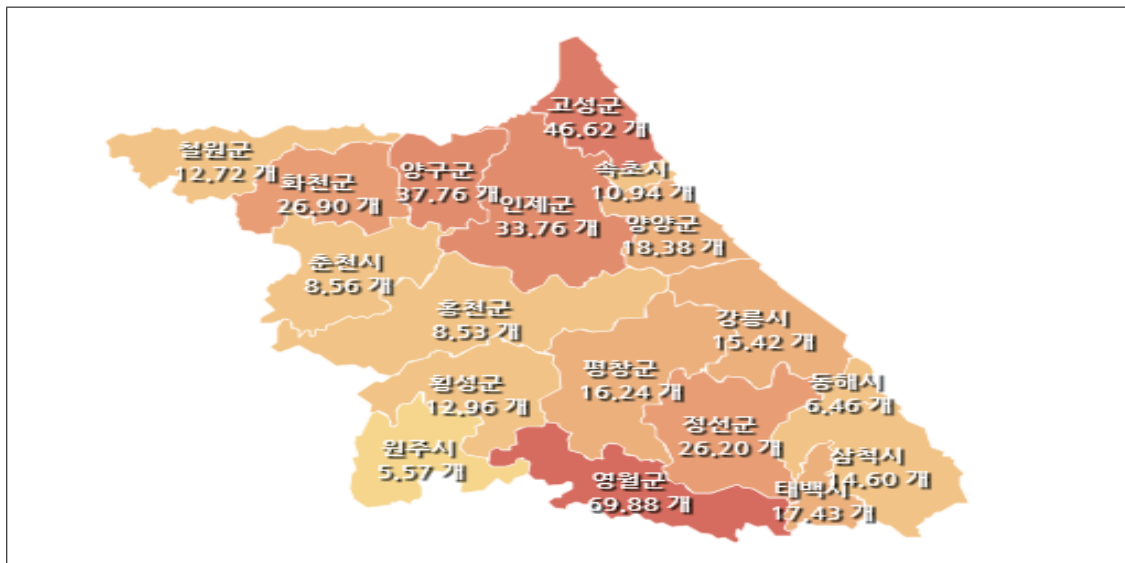 고성군
46.62 개
철원군
12.72 개
화천군
26.90 개
양구군
37.76 개
인제군
33.76 개
속초시
10.94 개
양양군
18.38 개
춘천시
8.56 개
홍천군
8.53 개
강릉시
15.42 개
평창군
16.24 개
횡성군
12.96 개
동해시
6.46 개
정선군
26.20 개
원주시
5.57 개
삼척시
14.60 개
영월군
69.88 개
태백시
17.43 개